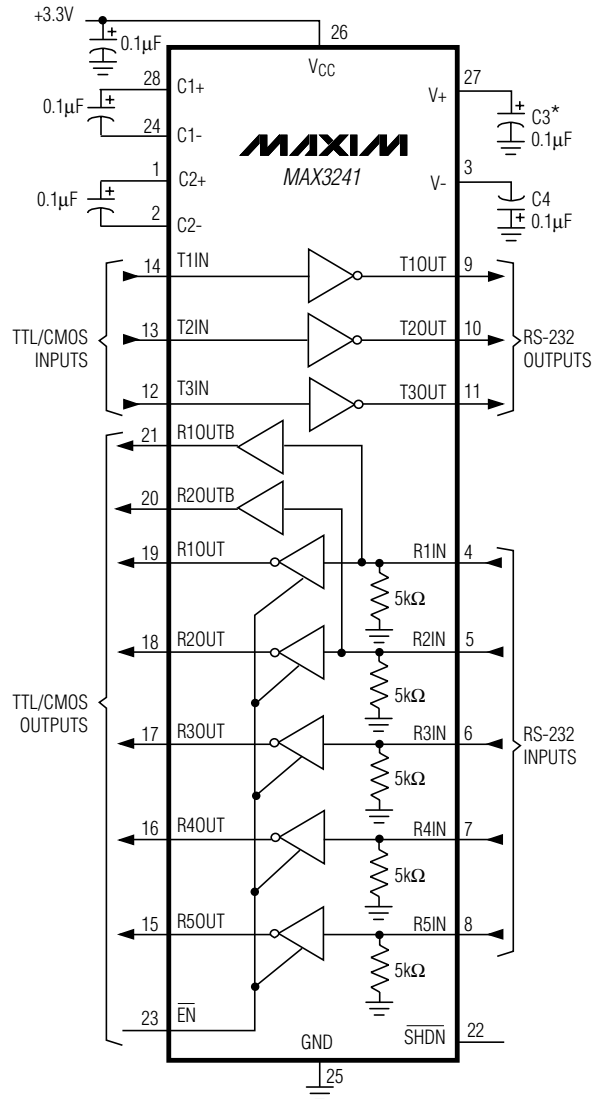 +3.3V
0.1µF
26
VCC
28
C1+
0.1µF
24
C1-
1
C2+
0.1µF
2
C2-
27
V+
C3*
0.1µF
3
V-
C4
0.1µF
MAXIM
MAX3241
14
T1IN
T1OUT
9
13
T2IN
T2OUT
10
12
T3IN
T3OUT
11
TTL/CMOS
INPUTS
RS-232
OUTPUTS
21
R1OUTB
20
R2OUTB
19
R1OUT
R1IN
4
5kΩ
18
R2OUT
R2IN
5
5kΩ
17
R3OUT
R3IN
6
5kΩ
16
R4OUT
R4IN
7
5kΩ
15
R5OUT
R5IN
8
5kΩ
TTL/CMOS
OUTPUTS
RS-232
INPUTS
23
EN
GND
SHDN
22
25